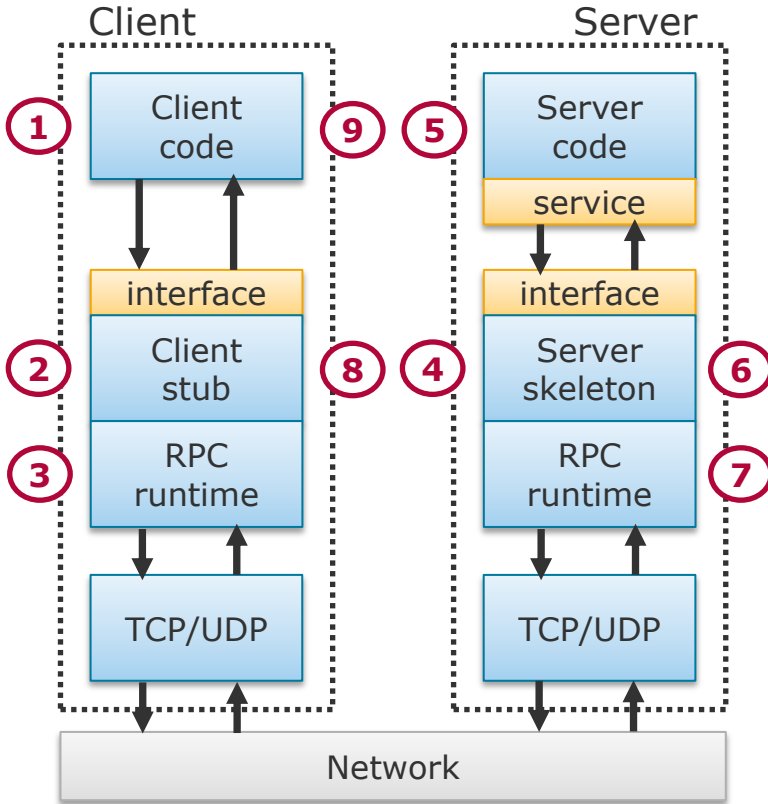 Client
Server
1
Client
code
9
5
Server
code
service
interface
interface
2
Client
stub
8
4
Server
skeleton
6
3
RPC
runtime
RPC
runtime
7
TCP/UDP
TCP/UDP
Network